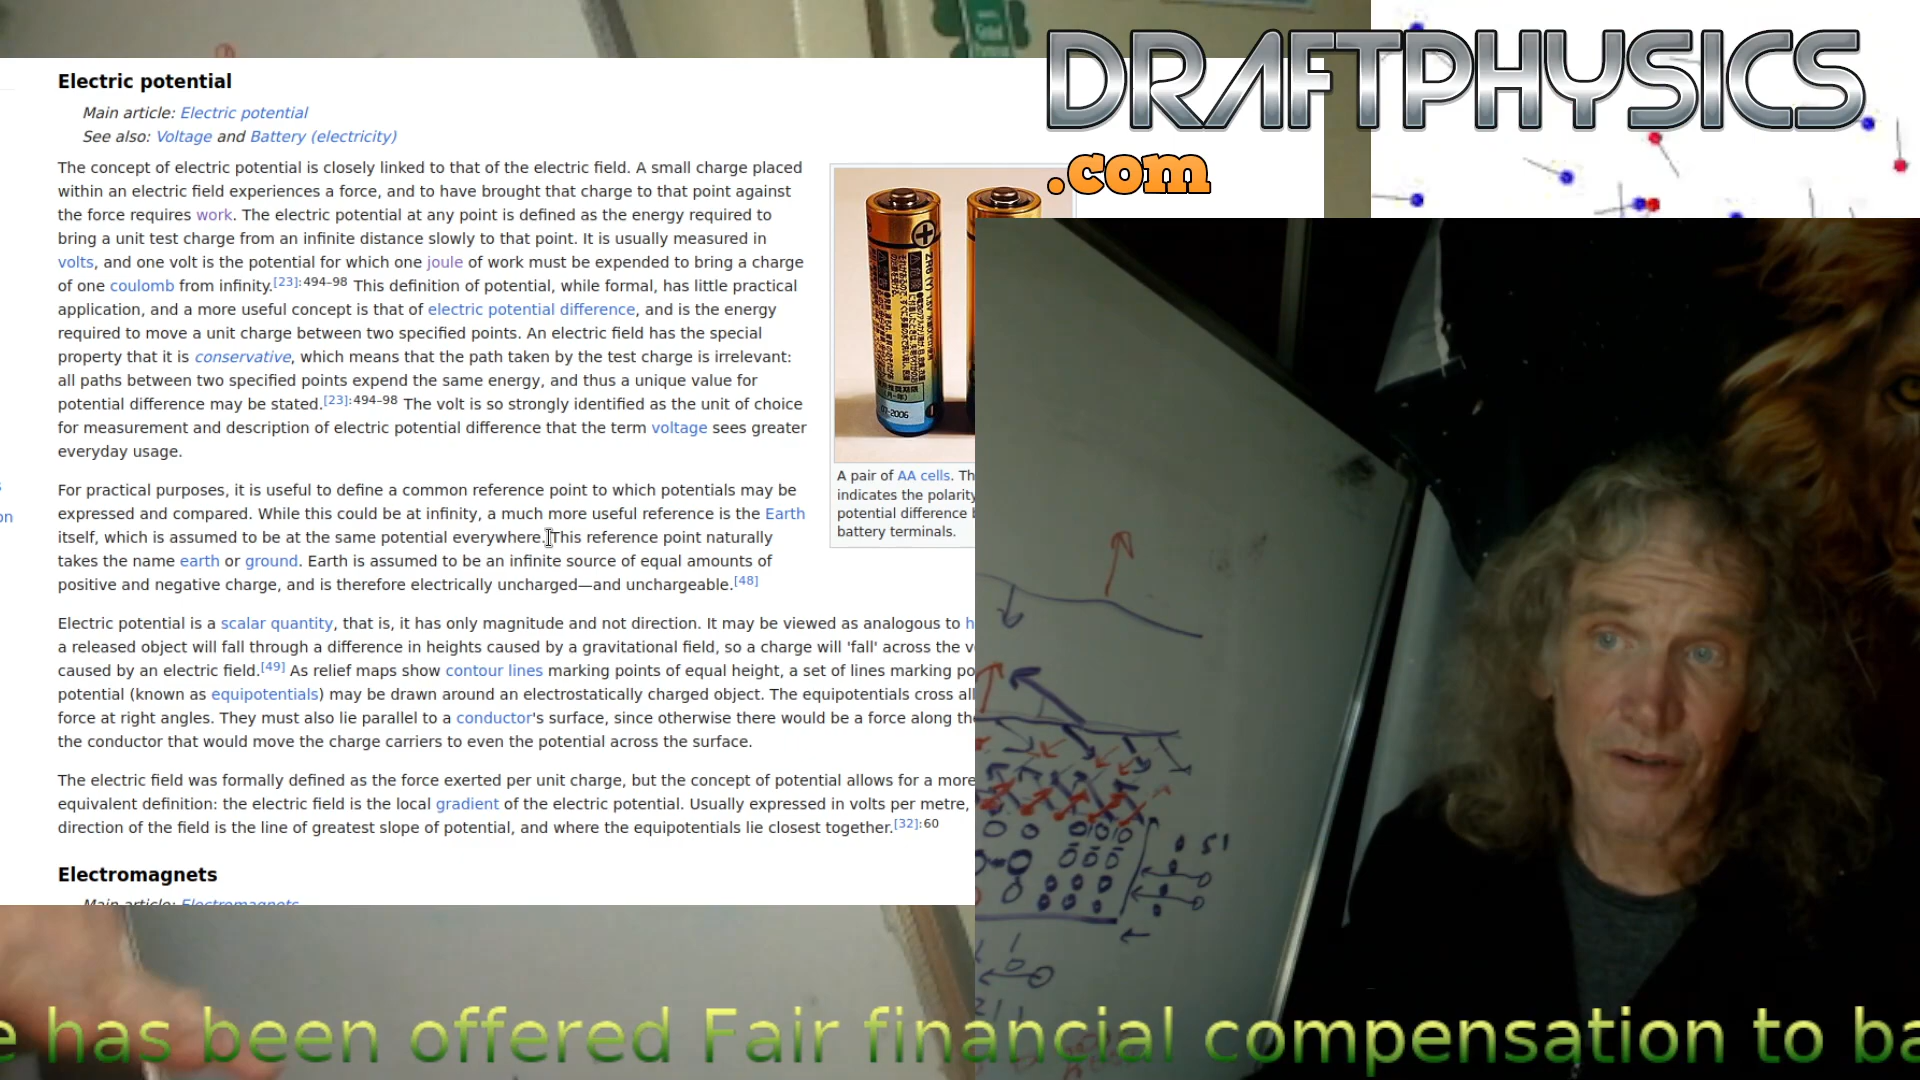 DRAFTPHYSICS
.com
Electric potential
Main article: Electric potential
See also: Voltage and Battery (electricity)
The concept of electric potential is closely linked to that of the electric field. A small charge placed
within an electric field experiences a force, and to have brought that charge to that point against
the force requires work. The electric potential at any point is defined as the energy required to
bring a unit test charge from an infinite distance slowly to that point. It is usually measured in
volts, and one volt is the potential for which one joule of work must be expended to bring a charge
of one coulomb from infinity.[23]:494–98 This definition of potential, while formal, has little practical
application, and a more useful concept is that of electric potential difference, and is the energy
required to move a unit charge between two specified points. An electric field has the special
property that it is conservative, which means that the path taken by the test charge is irrelevant:
all paths between two specified points expend the same energy, and thus a unique value for
potential difference may be stated.[23]:494–98 The volt is so strongly identified as the unit of choice
for measurement and description of electric potential difference that the term voltage sees greater
everyday usage.
A pair of AA cells. Th
indicates the polarity
potential difference b
battery terminals.
For practical purposes, it is useful to define a common reference point to which potentials may be
expressed and compared. While this could be at infinity, a much more useful reference is the Earth
itself, which is assumed to be at the same potential everywhere. This reference point naturally
takes the name earth or ground. Earth is assumed to be an infinite source of equal amounts of
positive and negative charge, and is therefore electrically uncharged—and unchargeable.[48]
Electric potential is a scalar quantity, that is, it has only magnitude and not direction. It may be viewed as analogous to h
a released object will fall through a difference in heights caused by a gravitational field, so a charge will 'fall' across the v
caused by an electric field.[49] As relief maps show contour lines marking points of equal height, a set of lines marking po
potential (known as equipotentials) may be drawn around an electrostatically charged object. The equipotentials cross all
force at right angles. They must also lie parallel to a conductor's surface, since otherwise there would be a force along the
the conductor that would move the charge carriers to even the potential across the surface.
The electric field was formally defined as the force exerted per unit charge, but the concept of potential allows for a more
equivalent definition: the electric field is the local gradient of the electric potential. Usually expressed in volts per metre,
direction of the field is the line of greatest slope of potential, and where the equipotentials lie closest together.[32]:60
Electromagnets
Main article: Electromagnets
on
e has been offered Fair financial compensation to ba